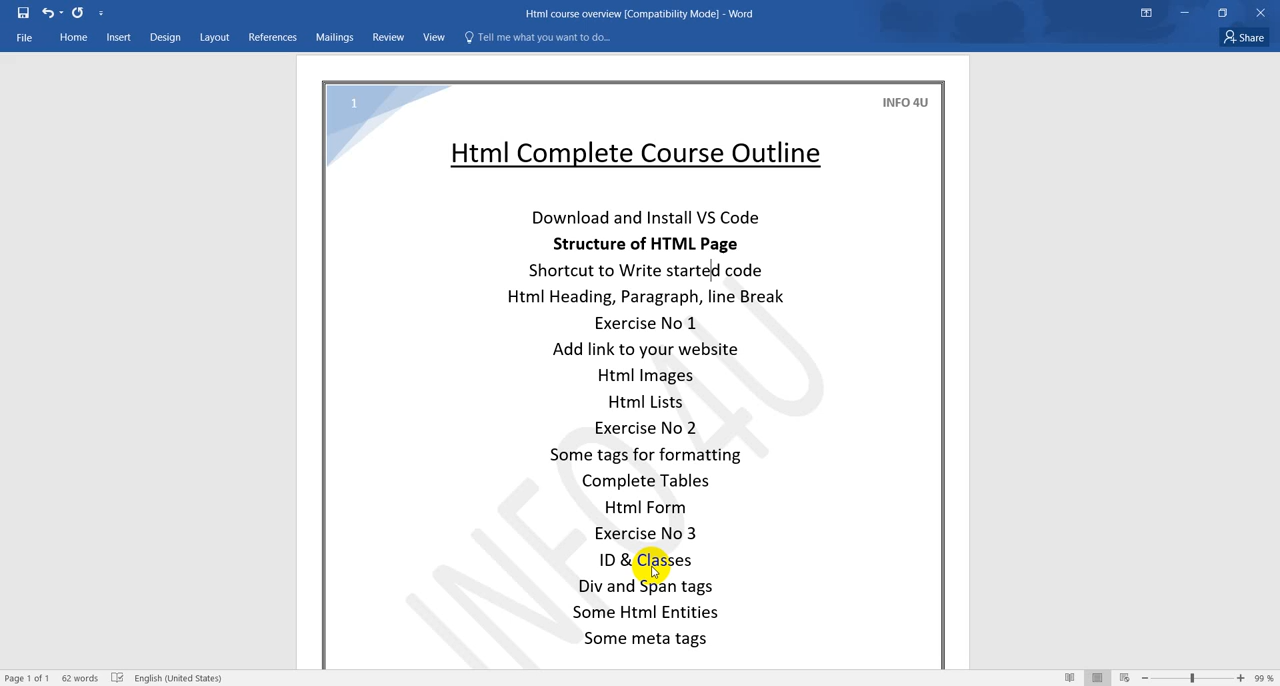 Html course overview [Compatibility Mode] - Word
File Home Insert Design Layout References Mailings Review View Tell me what you want to do... Share
1 INFO 4U
Html Complete Course Outline
Download and Install VS Code
Structure of HTML Page
Shortcut to Write started code
Html Heading, Paragraph, line Break
Exercise No 1
Add link to your website
Html Images
Html Lists
Exercise No 2
Some tags for formatting
Complete Tables
Html Form
Exercise No 3
ID & Classes
Div and Span tags
Some Html Entities
Some meta tags
INFO 4U
Page 1 of 1 62 words English (United States) 99 %